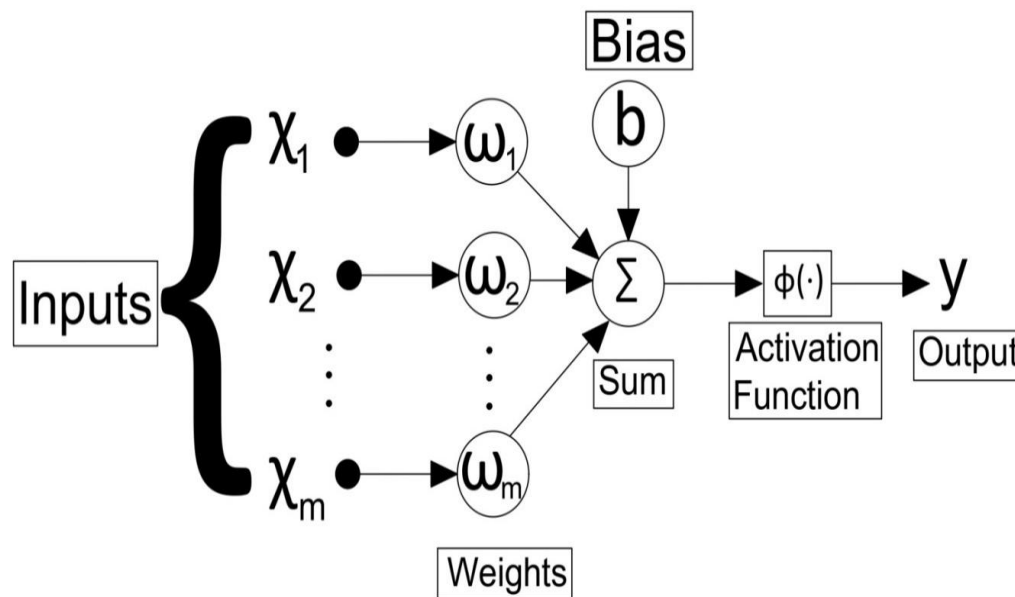 Bias
b
χ1
ω1
Inputs
χ2
ω2
Σ
ϕ(·)
y
Sum
Activation
Function
Output
χm
ωm
Weights